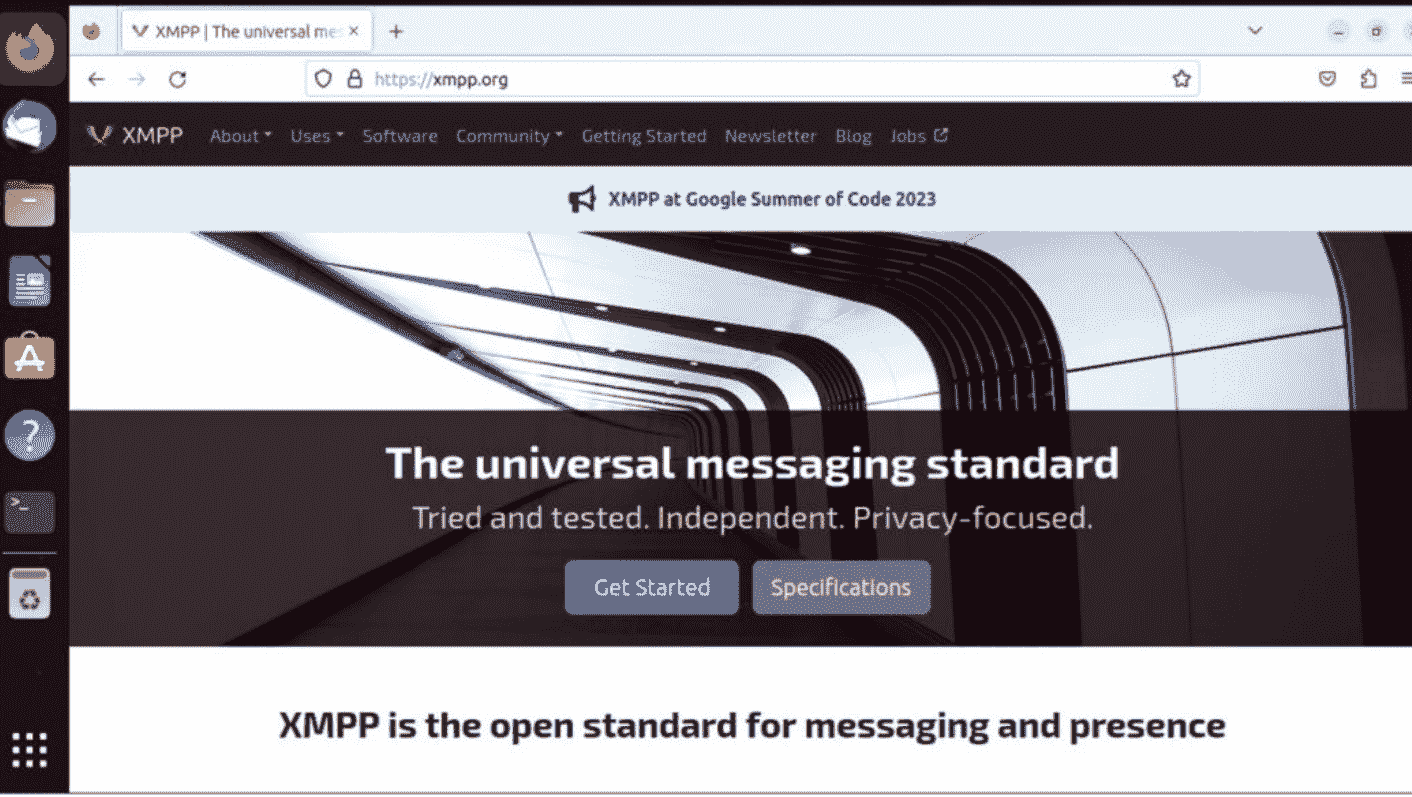 XMPP | The universal me
https://xmpp.org
XMPP About Uses Software Community Getting Started Newsletter Blog Jobs
XMPP at Google Summer of Code 2023
The universal messaging standard
Tried and tested. Independent. Privacy-focused.
Get Started Specifications
XMPP is the open standard for messaging and presence